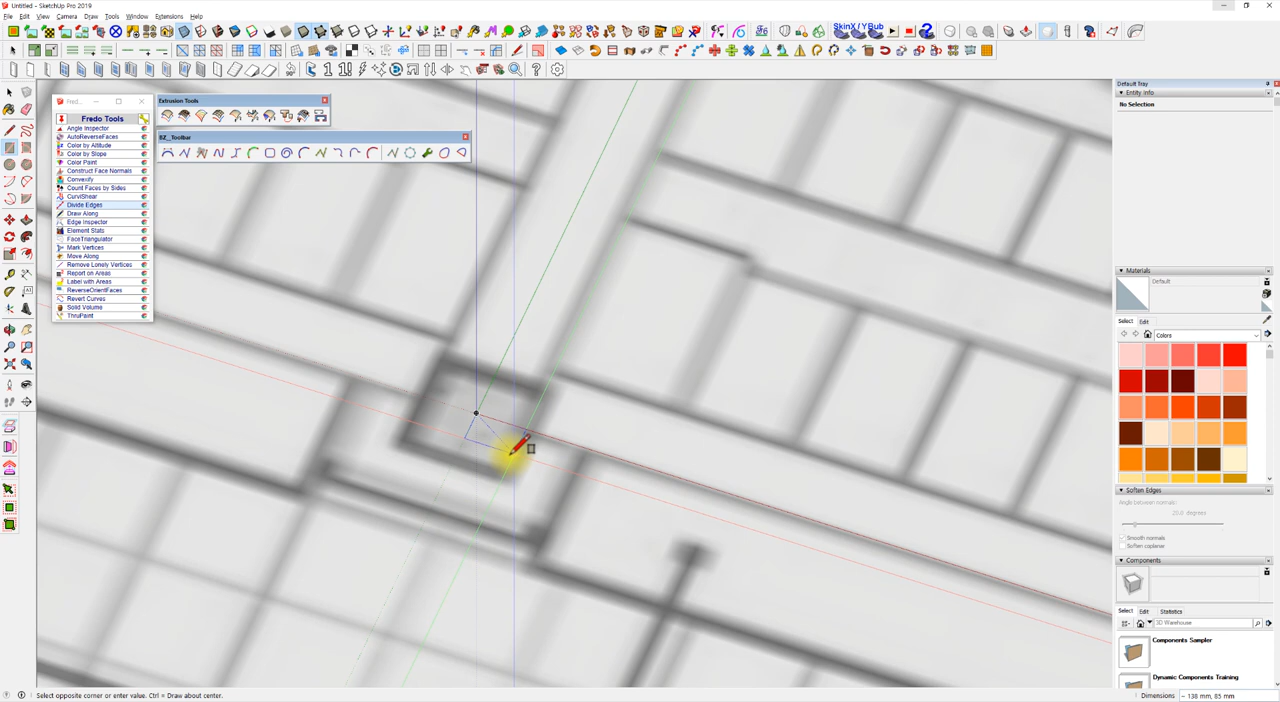 Untitled - SketchUp Pro 2019
File Edit View Camera Draw Tools Window Extensions Help
SkinX/YBub
Fred...
Fredo Tools
Angle Inspector
AutoReverseFaces
Color by Altitude
Color by Slope
Color Paint
Construct Face Normals
Convexify
Count Faces by Sides
CurviShear
Divide Edges
Draw Along
Edge Inspector
Element Stats
FaceTriangulator
Mark Vertices
Move Along
Remove Lonely Vertices
Report on Areas
Label with Areas
ReverseOrientFaces
Revert Curves
Solid Volume
ThruPaint
Extrusion Tools
BZ__Toolbar
Default Tray
Entity Info
No Selection
Materials
Default
Select Edit
Colors
Soften Edges
Angle between normals:
20.0 degrees
Smooth normals
Soften coplanar
Components
Select Edit Statistics
3D Warehouse
Components Sampler
Dynamic Components Training
Select opposite corner or enter value. Ctrl = Draw about center.
Dimensions ~ 138 mm, 85 mm